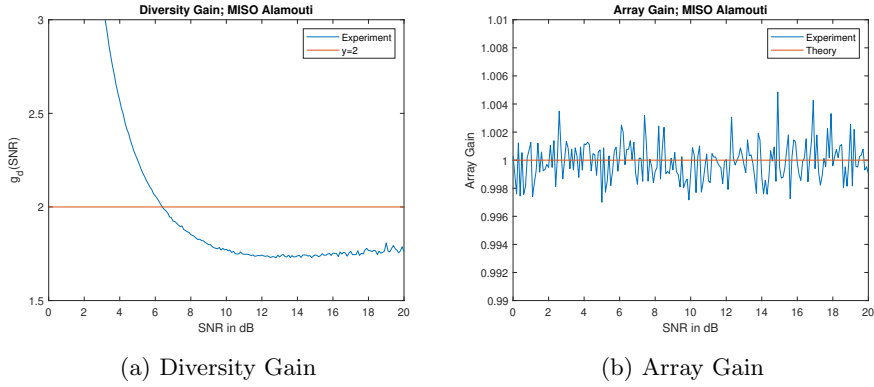 Diversity Gain; MISO Alamouti
3
2.5
2
1.5
g_d(SNR)
0 2 4 6 8 10 12 14 16 18 20
SNR in dB
Experiment
y=2
(a) Diversity Gain
Array Gain; MISO Alamouti
1.01
1.008
1.006
1.004
1.002
1
0.998
0.996
0.994
0.992
0.99
Array Gain
0 2 4 6 8 10 12 14 16 18 20
SNR in dB
Experiment
Theory
(b) Array Gain